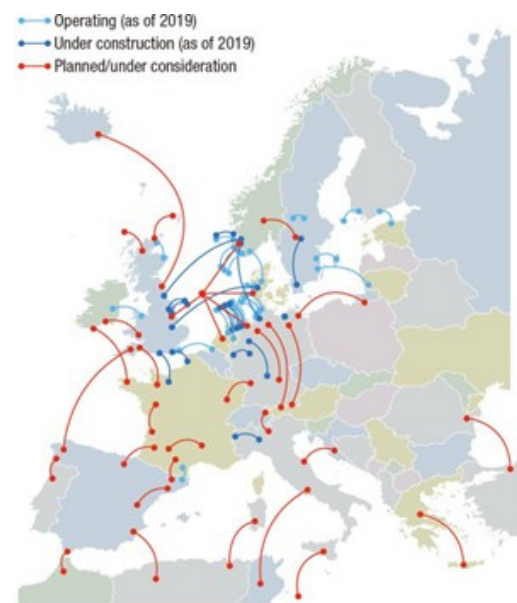 Operating (as of 2019)
Under construction (as of 2019)
Planned/under consideration